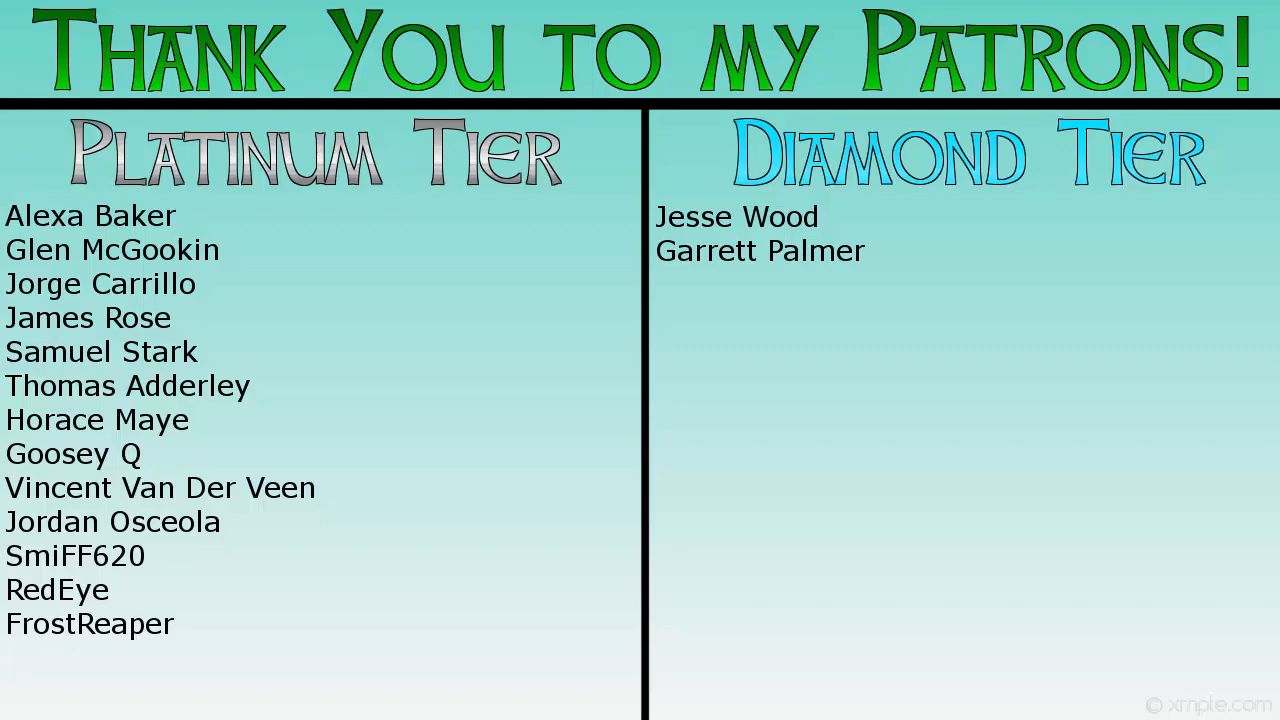 Thank You to my Patrons!
Platinum Tier
Alexa Baker
Glen McGookin
Jorge Carrillo
James Rose
Samuel Stark
Thomas Adderley
Horace Maye
Goosey Q
Vincent Van Der Veen
Jordan Osceola
SmiFF620
RedEye
FrostReaper
Diamond Tier
Jesse Wood
Garrett Palmer
© xmple.com